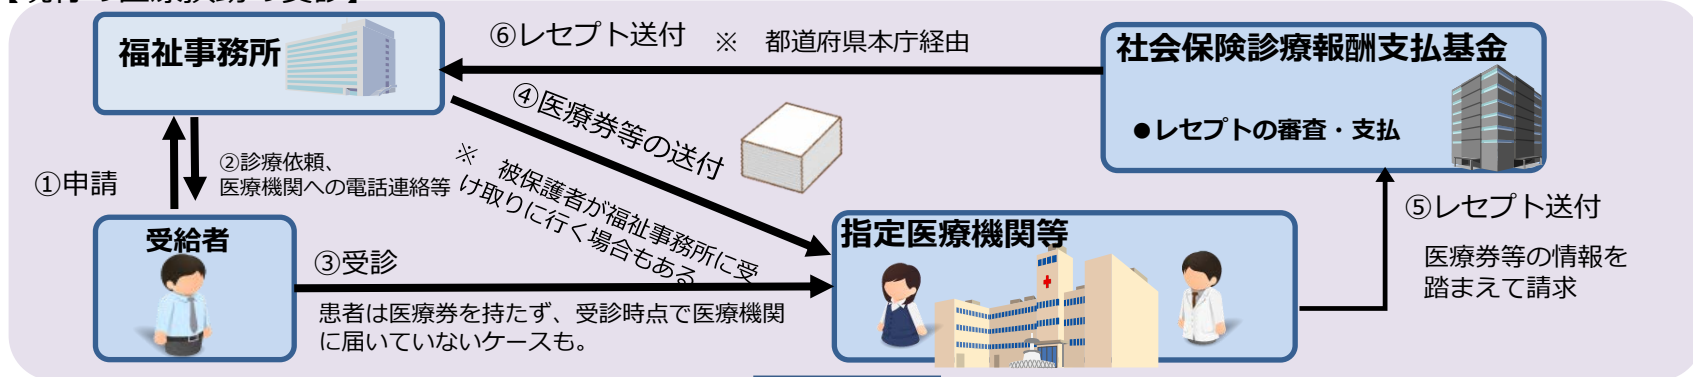 福祉事務所
⑥レセプト送付 ※ 都道府県本庁経由
社会保険診療報酬支払基金
●レセプトの審査・支払
④医療券等の送付
※ 被保護者が福祉事務所に受
け取りに行く場合もある
①申請
②診療依頼、
医療機関への電話連絡等
受給者
③受診
患者は医療券を持たず、受診時点で医療機関
に届いていないケースも。
指定医療機関等
⑤レセプト送付
医療券等の情報を
踏まえて請求